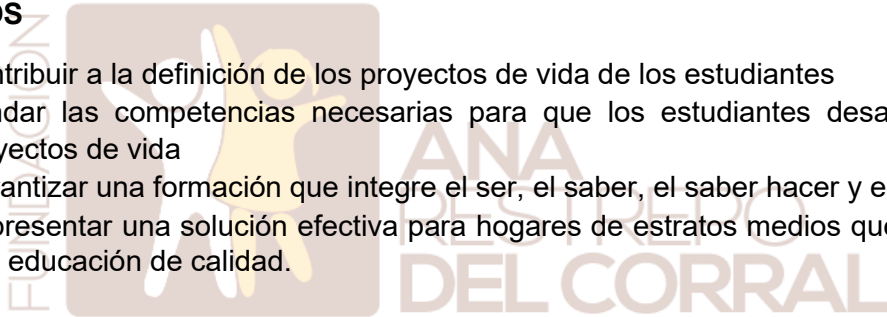 os
ntribuir a la definición de los proyectos de vida de los estudiantes
ndar las competencias necesarias para que los estudiantes desa
yectos de vida
antizar una formación que integre el ser, el saber, el saber hacer y e
presentar una solución efectiva para hogares de estratos medios que
educación de calidad.
FUNDACIÓN
ANA
RESTREPO
DEL CORRAL